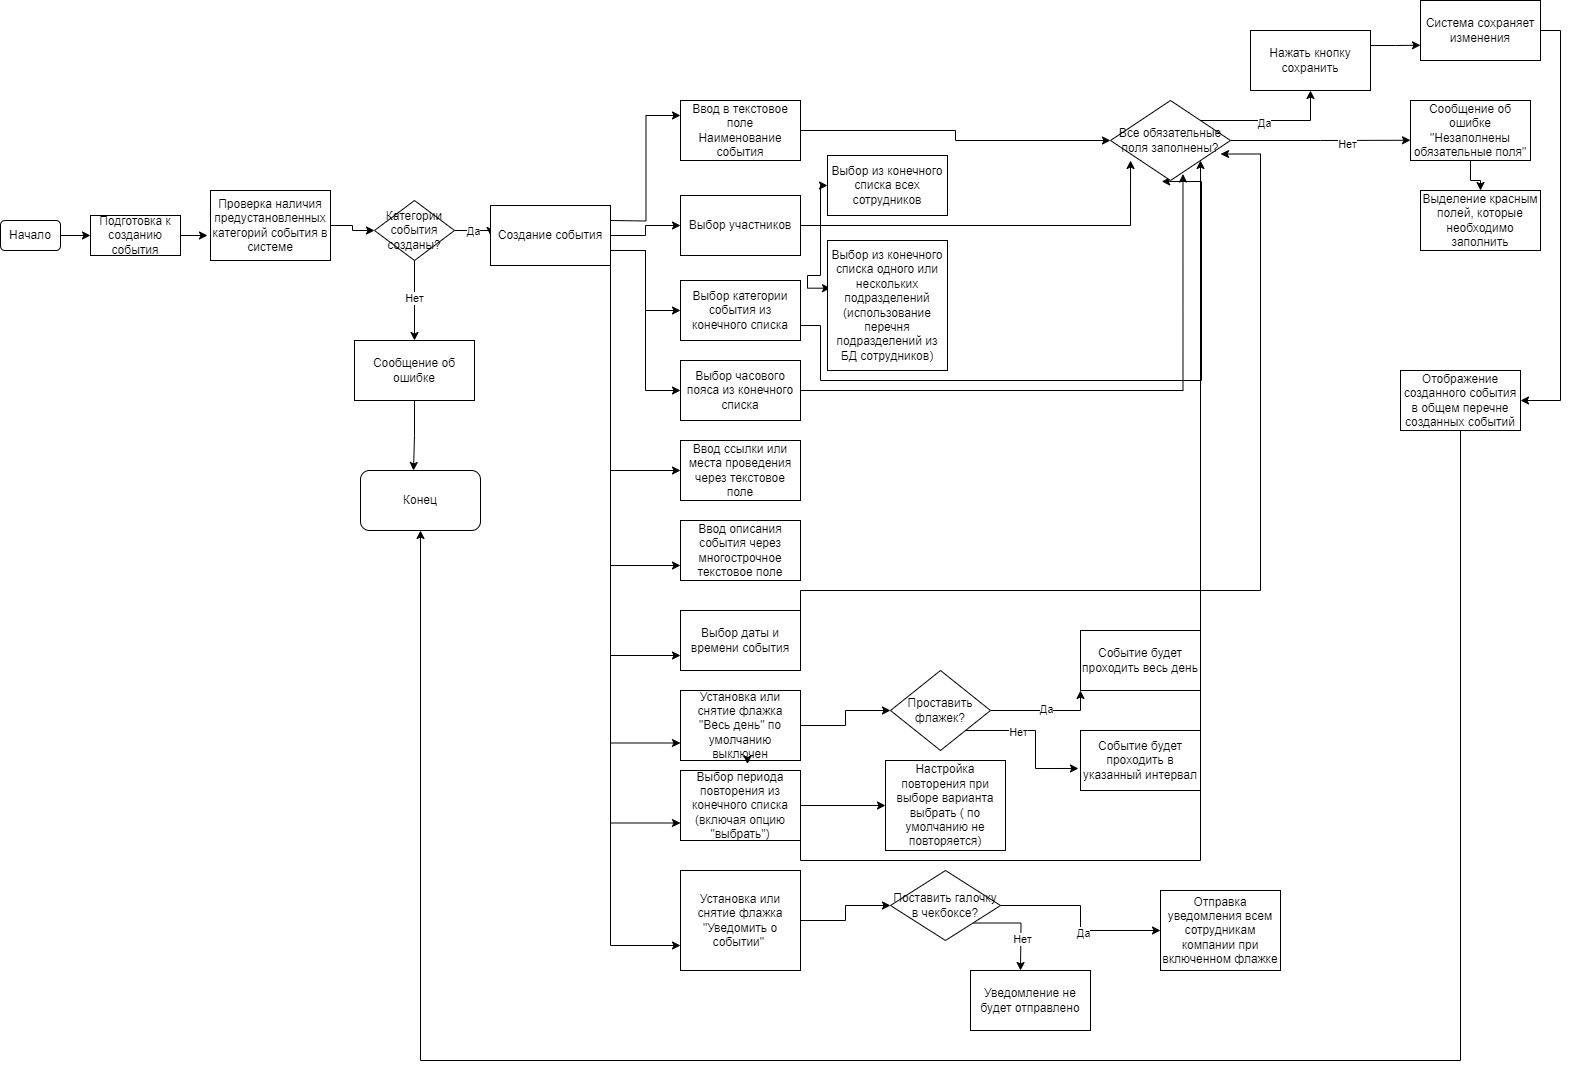 Начало
Подготовка к
созданию
события
Проверка наличия
предустановленных
категорий события в
системе
Категории
события
созданы?
Да
Нет
Сообщение об
ошибке
Конец
Создание события
Ввод в текстовое
поле
Наименование
события
Выбор участников
Выбор категории
события из
конечного списка
Выбор часового
пояса из конечного
списка
Ввод ссылки или
места проведения
через текстовое
поле
Ввод описания
события через
многострочное
текстовое поле
Выбор даты и
времени события
Установка или
снятие флажка
"Весь день" по
умолчанию
выключен
Выбор периода
повторения из
конечного списка
(включая опцию
"выбрать")
Установка или
снятие флажка
"Уведомить о
событии"
Выбор из конечного
списка всех
сотрудников
Выбор из конечного
списка одного или
нескольких
подразделений
(использование
перечня
подразделений из
БД сотрудников)
Проставить
флажек?
Да
Нет
Событие будет
проходить весь день
Событие будет
проходить в
указанный интервал
Настройка
повторения при
выборе варианта
выбрать ( по
умолчанию не
повторяется)
Поставить галочку
в чекбоксе?
Нет
Да
Уведомление не
будет отправлено
Отправка
уведомления всем
сотрудникам
компании при
включенном флажке
Все обязательные
поля заполнены?
Да
Нет
Нажать кнопку
сохранить
Система сохраняет
изменения
Сообщение об
ошибке
"Незаполнены
обязательные поля"
Выделение красным
полей, которые
необходимо
заполнить
Отображение
созданного события
в общем перечне
созданных событий